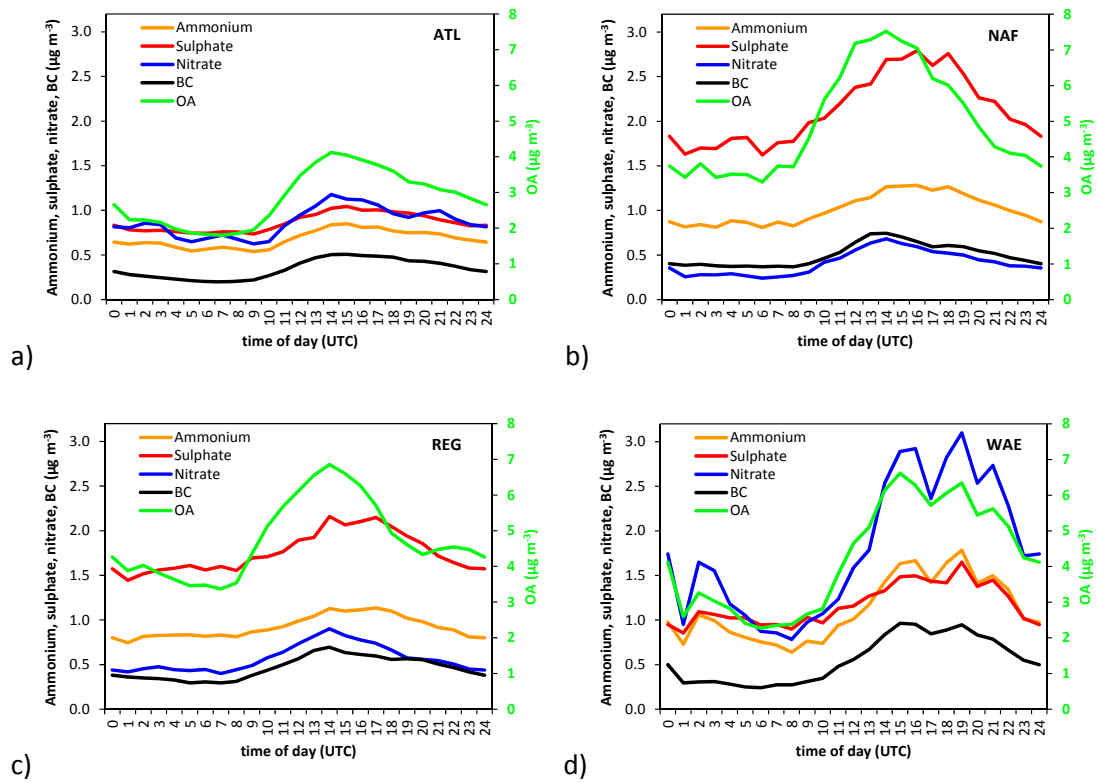 ATL
Ammonium
Sulphate
Nitrate
BC
OA
Ammonium, sulphate, nitrate, BC (µg m⁻³)
3.0
2.5
2.0
1.5
1.0
0.5
0.0
8
7
6
5
4
3
2
1
0
OA (µg m⁻³)
0 1 2 3 4 5 6 7 8 9 10 11 12 13 14 15 16 17 18 19 20 21 22 23 24
time of day (UTC)
a)
NAF
Ammonium
Sulphate
Nitrate
BC
OA
Ammonium, sulphate, nitrate, BC (µg m⁻³)
3.0
2.5
2.0
1.5
1.0
0.5
0.0
8
7
6
5
4
3
2
1
0
OA (µg m⁻³)
0 1 2 3 4 5 6 7 8 9 10 11 12 13 14 15 16 17 18 19 20 21 22 23 24
time of day (UTC)
b)
REG
Ammonium
Sulphate
Nitrate
BC
OA
Ammonium, sulphate, nitrate, BC (µg m⁻³)
3.0
2.5
2.0
1.5
1.0
0.5
0.0
8
7
6
5
4
3
2
1
0
OA (µg m⁻³)
0 1 2 3 4 5 6 7 8 9 10 11 12 13 14 15 16 17 18 19 20 21 22 23 24
time of day (UTC)
c)
WAE
Ammonium
Sulphate
Nitrate
BC
OA
Ammonium, sulphate, nitrate, BC (µg m⁻³)
3.0
2.5
2.0
1.5
1.0
0.5
0.0
8
7
6
5
4
3
2
1
0
OA (µg m⁻³)
0 1 2 3 4 5 6 7 8 9 10 11 12 13 14 15 16 17 18 19 20 21 22 23 24
time of day (UTC)
d)